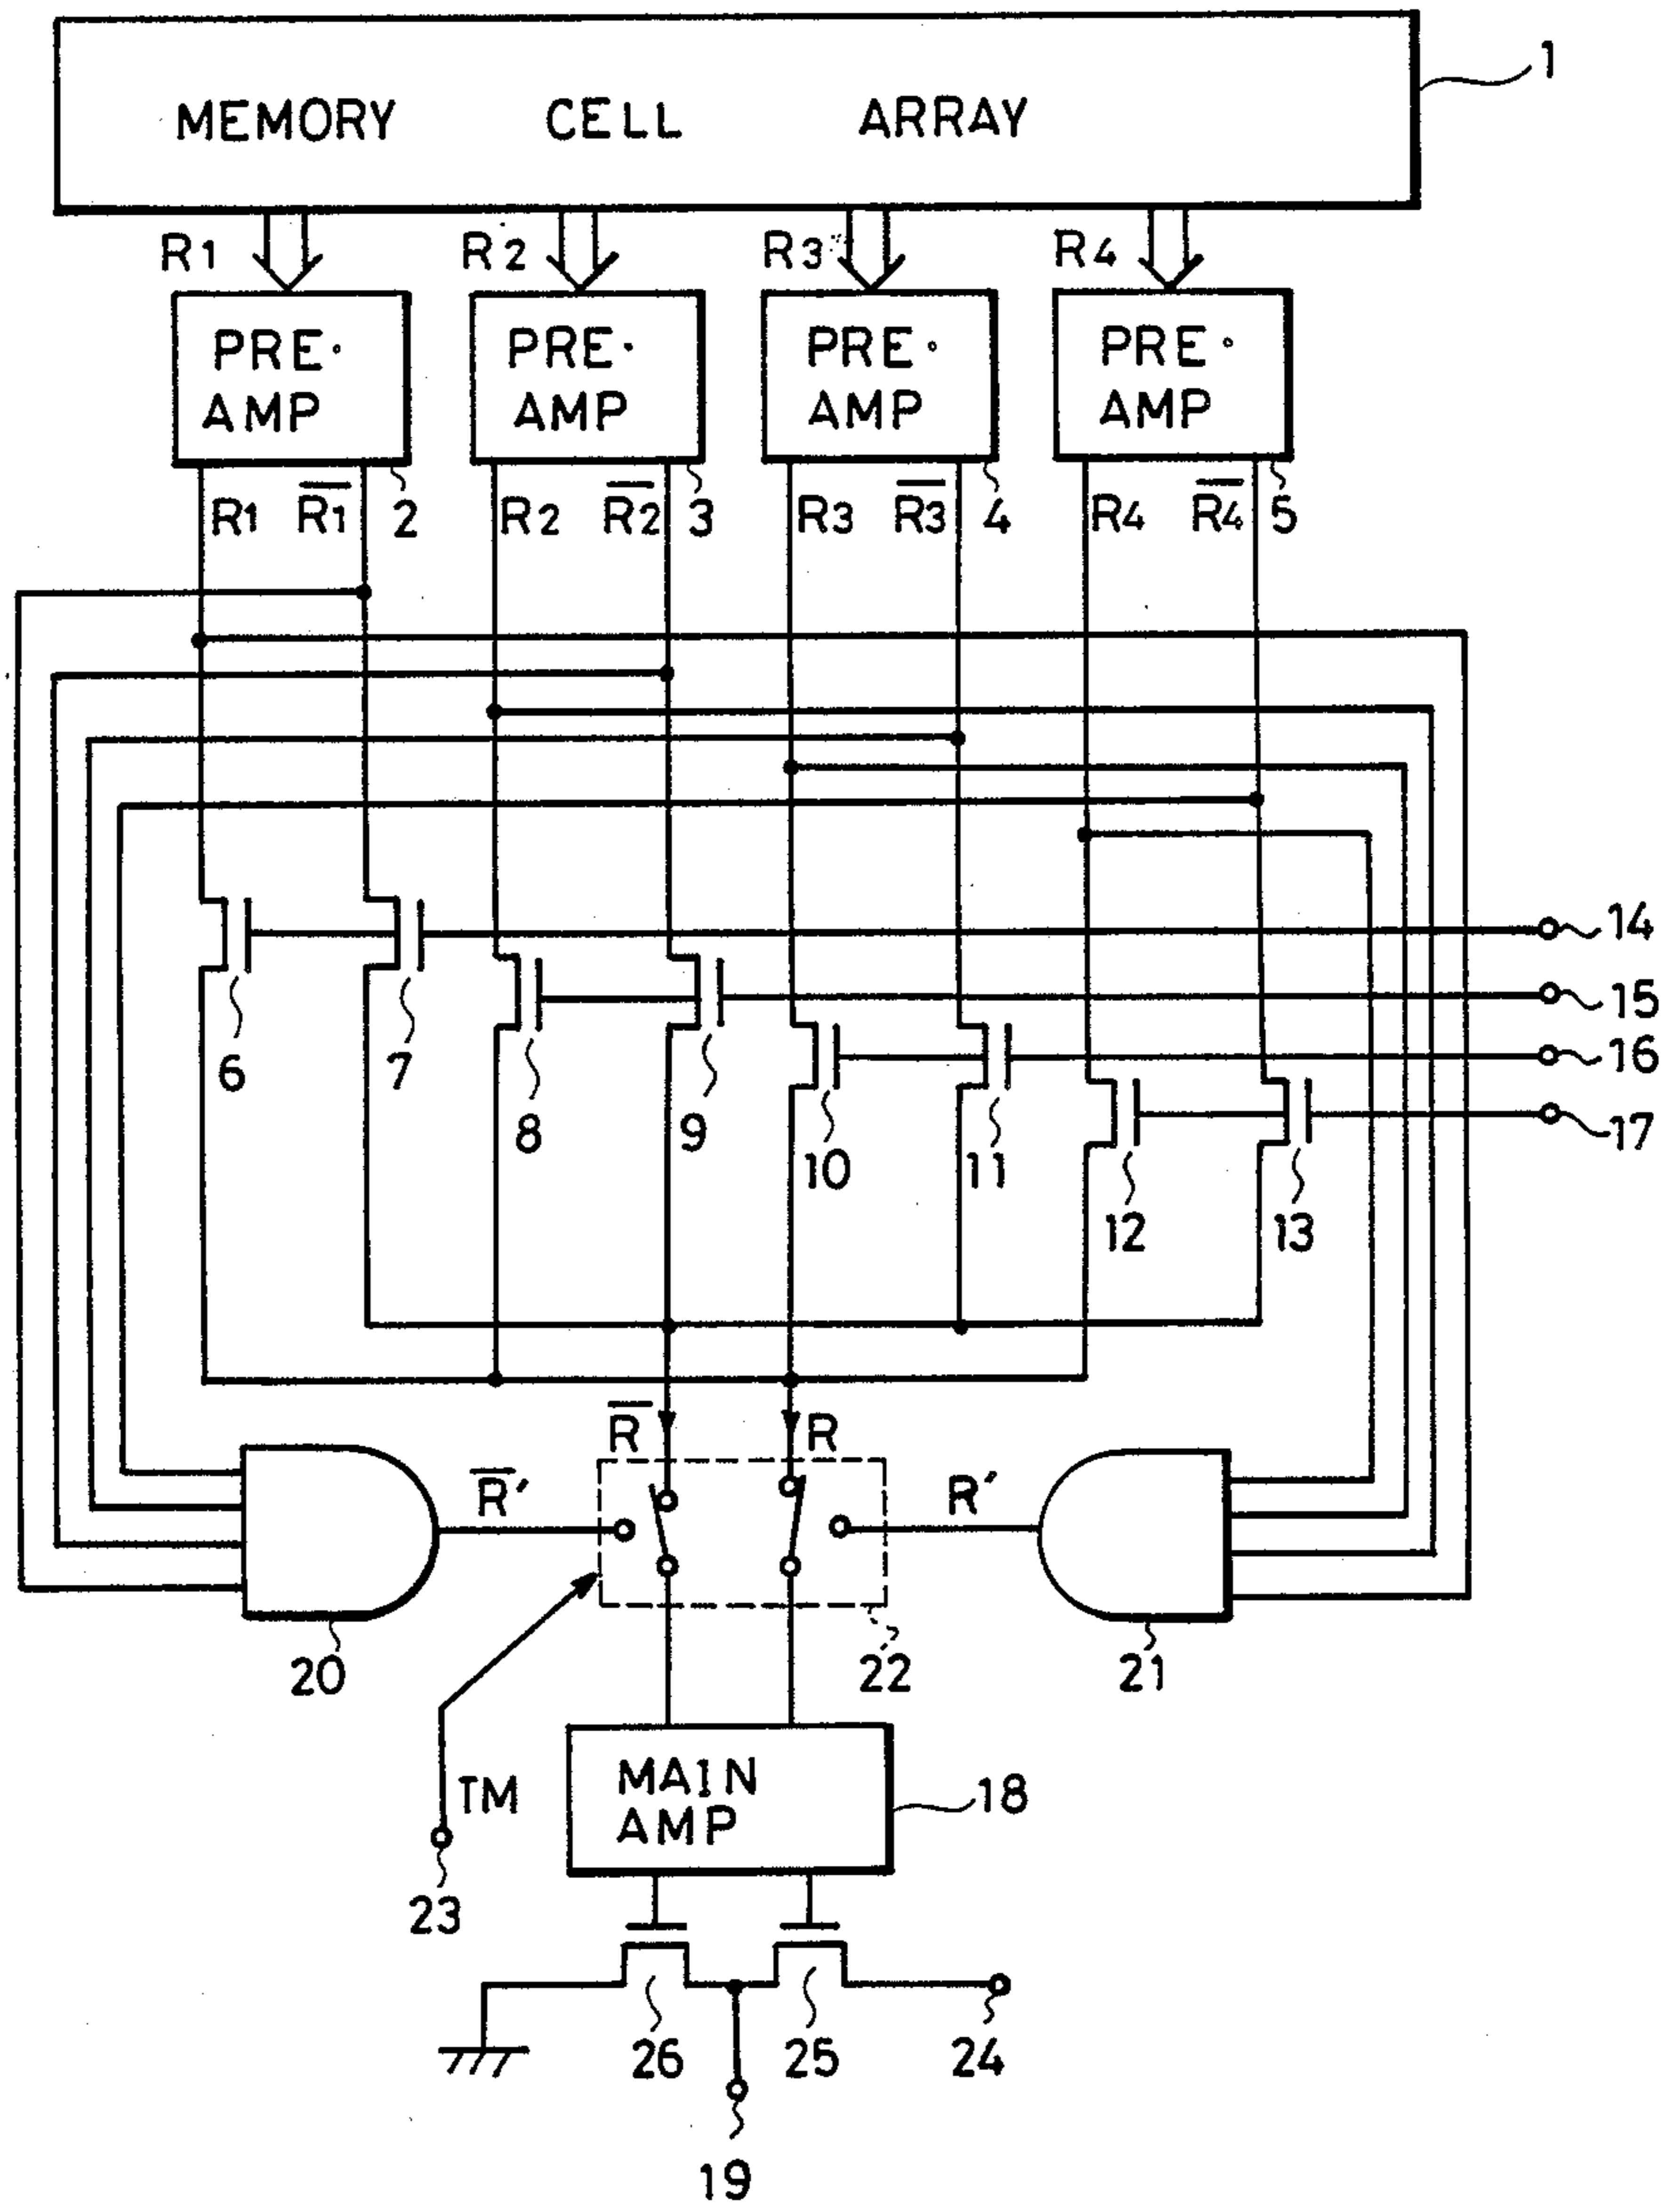 MEMORY CELL ARRAY
1
R1 R2 R3 R4
PRE· PRE· PRE· PRE·
AMP AMP AMP AMP
R1 R̅1̅ 2 R2 R̅2̅ 3 R3 R̅3̅ 4 R4 R̅4̅ 5
14
15
16
17
6 7
8 9
10 11
12 13
R̅ R
R̅′ R′
20 22 21
MAIN
AMP
18
TM
23
26 25 24
19